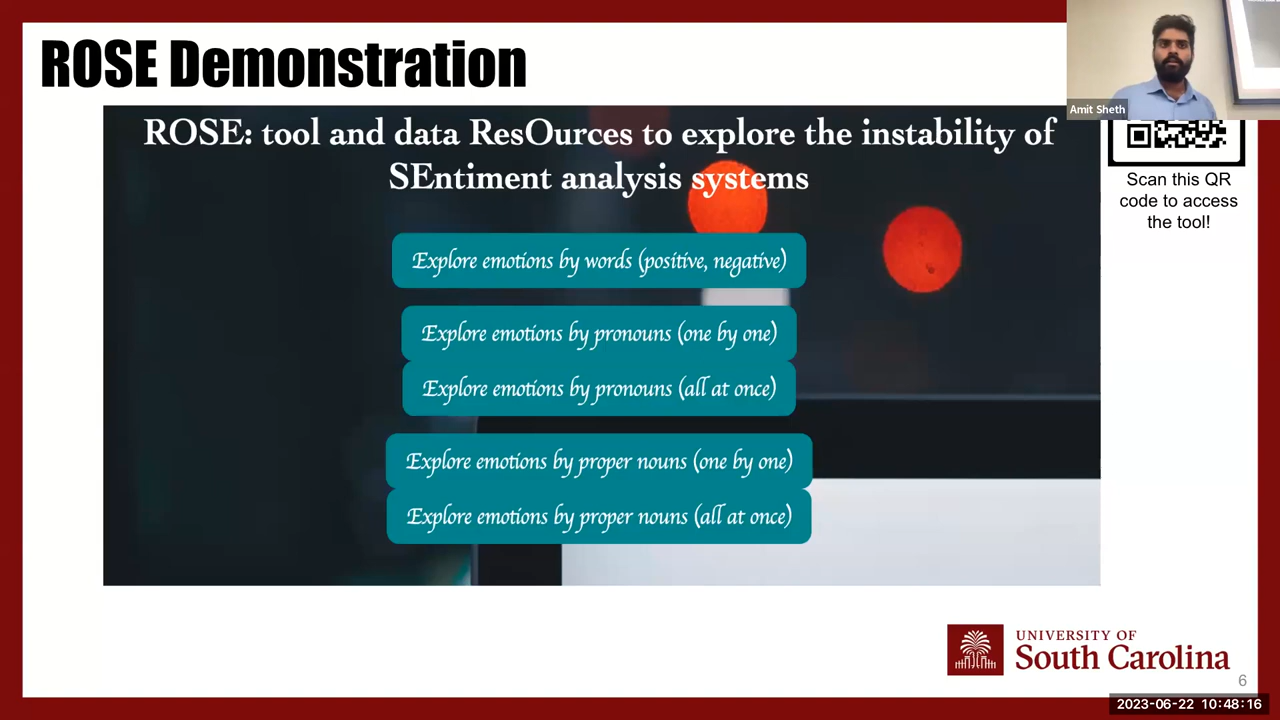 ROSE Demonstration
Amit Sheth
ROSE: tool and data ResOurces to explore the instability of
SEntiment analysis systems
Scan this QR
code to access
the tool!
Explore emotions by words (positive, negative)
Explore emotions by pronouns (one by one)
Explore emotions by pronouns (all at once)
Explore emotions by proper nouns (one by one)
Explore emotions by proper nouns (all at once)
UNIVERSITY OF
South Carolina
6
2023-06-22 10:48:16